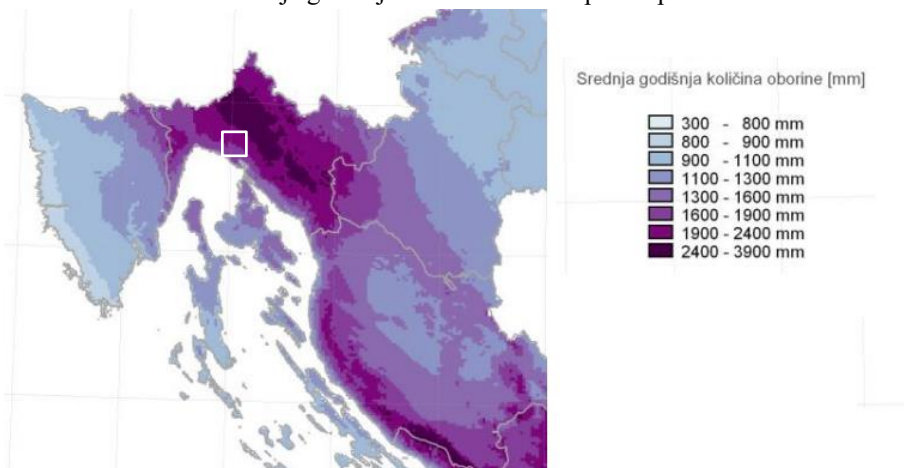 Srednja godišnja količina oborine [mm]
300 - 800 mm
800 - 900 mm
900 - 1100 mm
1100 - 1300 mm
1300 - 1600 mm
1600 - 1900 mm
1900 - 2400 mm
2400 - 3900 mm